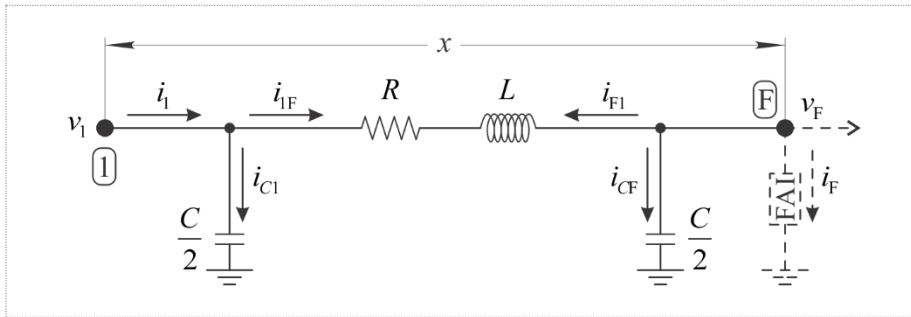 x
i₁ i₁F R L iF₁ F vF
v₁
1 iC1 iCF FAI iF
C/2 C/2